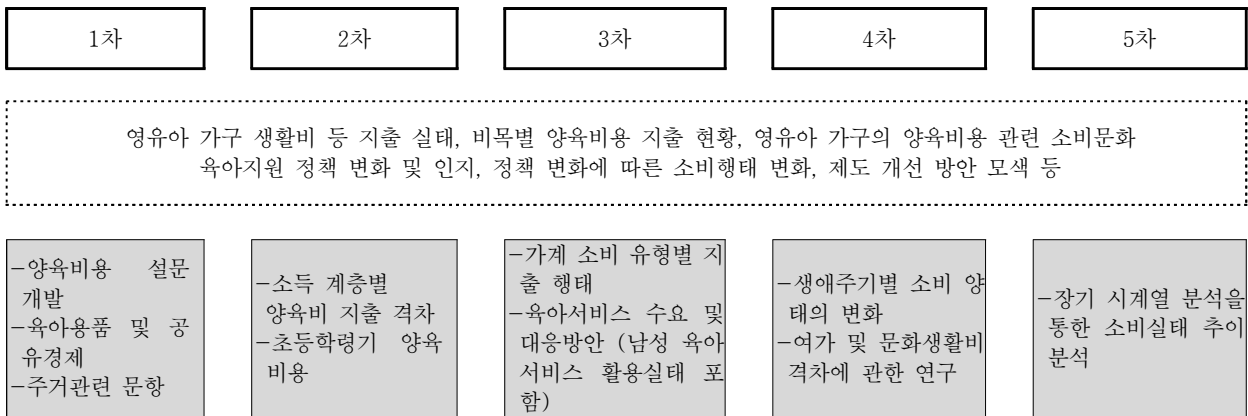 1차
2차
3차
4차
5차
영유아 가구 생활비 등 지출 실태, 비목별 양육비용 지출 현황, 영유아 가구의 양육비용 관련 소비문화
육아지원 정책 변화 및 인지, 정책 변화에 따른 소비행태 변화, 제도 개선 방안 모색 등
-양육비용 설문
개발
-육아용품 및 공
유경제
-주거관련 문항
-소득 계층별
양육비 지출 격차
-초등학령기 양육
비용
-가계 소비 유형별 지
출 행태
-육아서비스 수요 및
대응방안 (남성 육아
서비스 활용실태 포
함)
-생애주기별 소비 양
태의 변화
-여가 및 문화생활비
격차에 관한 연구
-장기 시계열 분석을
통한 소비실태 추이
분석